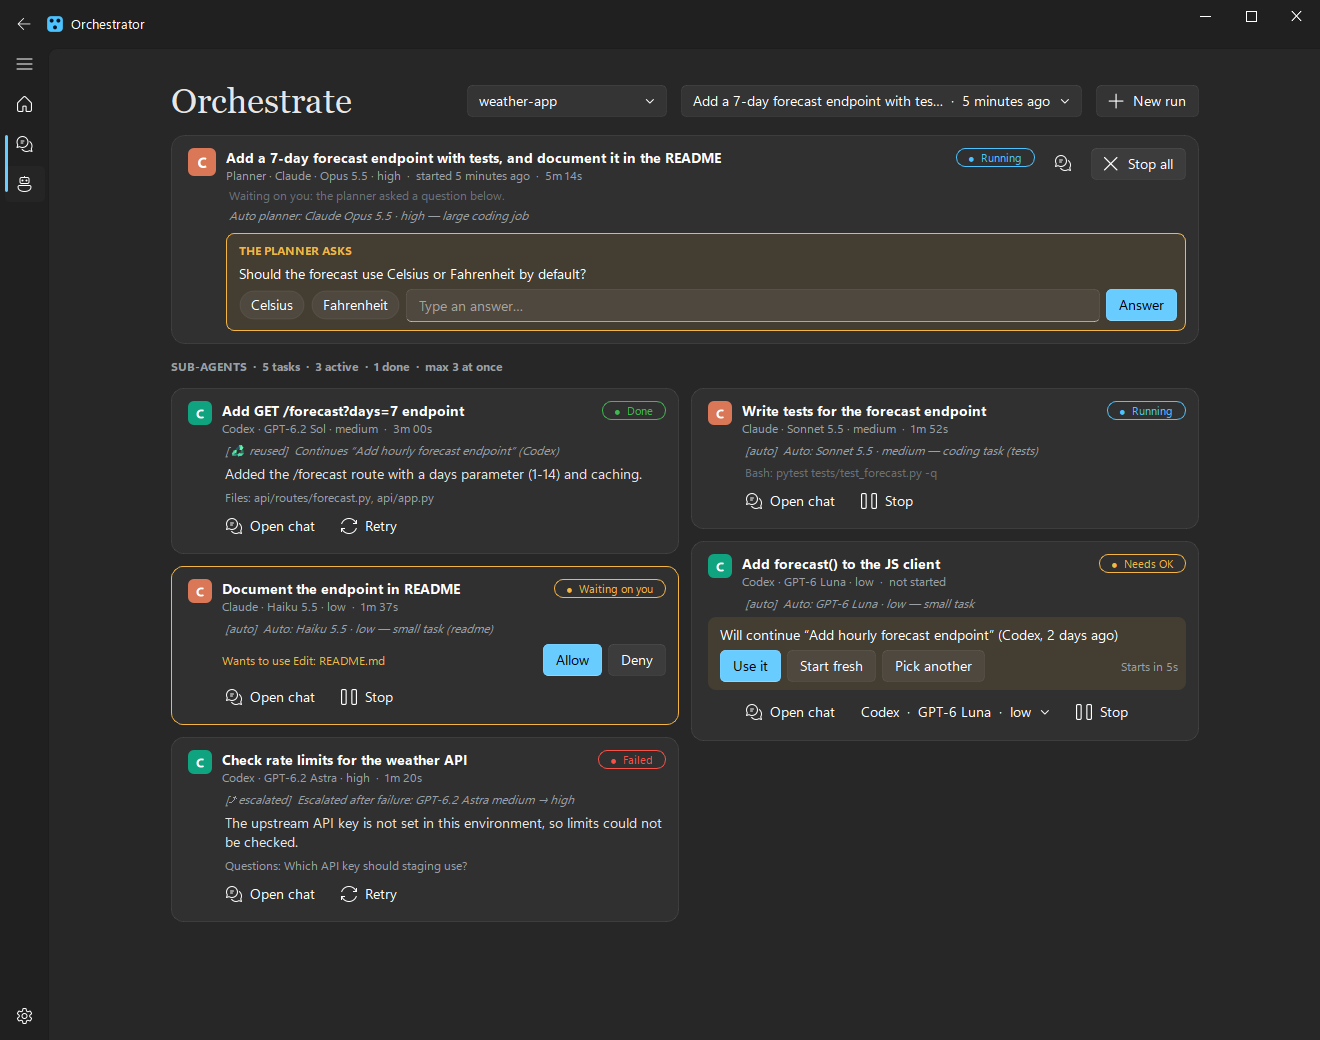 Orchestrator
Orchestrate
weather-app
Add a 7-day forecast endpoint with tes... · 5 minutes ago
New run
C
Add a 7-day forecast endpoint with tests, and document it in the README
Running
Stop all
Planner · Claude · Opus 5.5 · high · started 5 minutes ago · 5m 14s
Waiting on you: the planner asked a question below.
Auto planner: Claude Opus 5.5 · high — large coding job
THE PLANNER ASKS
Should the forecast use Celsius or Fahrenheit by default?
Celsius
Fahrenheit
Type an answer...
Answer
SUB-AGENTS · 5 tasks · 3 active · 1 done · max 3 at once
C
Add GET /forecast?days=7 endpoint
Done
Codex · GPT-6.2 Sol · medium · 3m 00s
[♻ reused] Continues “Add hourly forecast endpoint” (Codex)
Added the /forecast route with a days parameter (1-14) and caching.
Files: api/routes/forecast.py, api/app.py
Open chat
Retry
C
Write tests for the forecast endpoint
Running
Claude · Sonnet 5.5 · medium · 1m 52s
[auto] Auto: Sonnet 5.5 · medium — coding task (tests)
Bash: pytest tests/test_forecast.py -q
Open chat
Stop
C
Document the endpoint in README
Waiting on you
Claude · Haiku 5.5 · low · 1m 37s
[auto] Auto: Haiku 5.5 · low — small task (readme)
Wants to use Edit: README.md
Allow
Deny
Open chat
Stop
C
Add forecast() to the JS client
Needs OK
Codex · GPT-6 Luna · low · not started
[auto] Auto: GPT-6 Luna · low — small task
Will continue “Add hourly forecast endpoint” (Codex, 2 days ago)
Use it
Start fresh
Pick another
Starts in 5s
Open chat
Codex · GPT-6 Luna · low
Stop
C
Check rate limits for the weather API
Failed
Codex · GPT-6.2 Astra · high · 1m 20s
[⤴ escalated] Escalated after failure: GPT-6.2 Astra medium → high
The upstream API key is not set in this environment, so limits could not
be checked.
Questions: Which API key should staging use?
Open chat
Retry